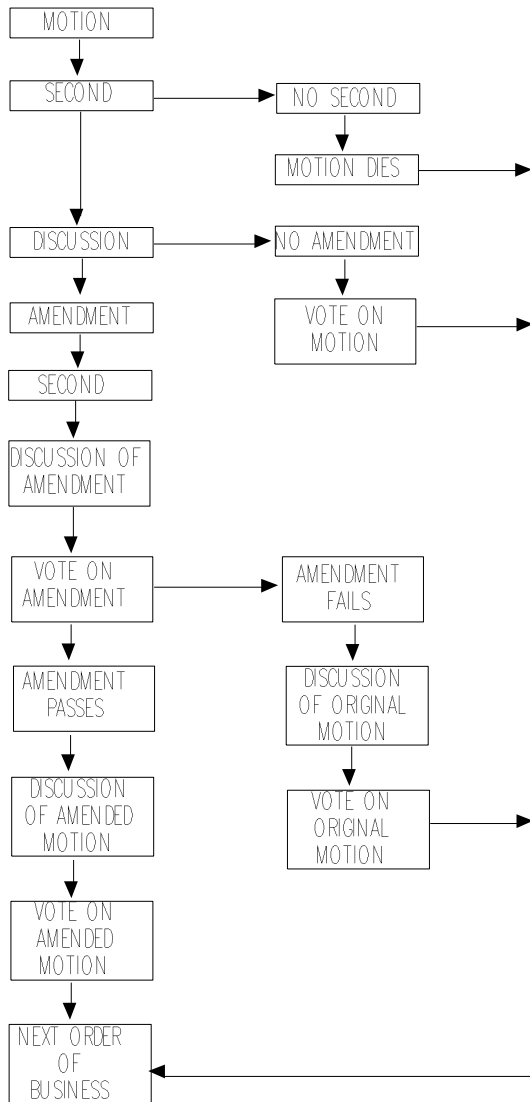 MOTION
SECOND
NO SECOND
MOTION DIES
DISCUSSION
NO AMENDMENT
AMENDMENT
VOTE ON
MOTION
SECOND
DISCUSSION OF
AMENDMENT
VOTE ON
AMENDMENT
AMENDMENT
FAILS
AMENDMENT
PASSES
DISCUSSION
OF ORIGINAL
MOTION
DISCUSSION
OF AMENDED
MOTION
VOTE ON
ORIGINAL
MOTION
VOTE ON
AMENDED
MOTION
NEXT ORDER
OF
BUSINESS